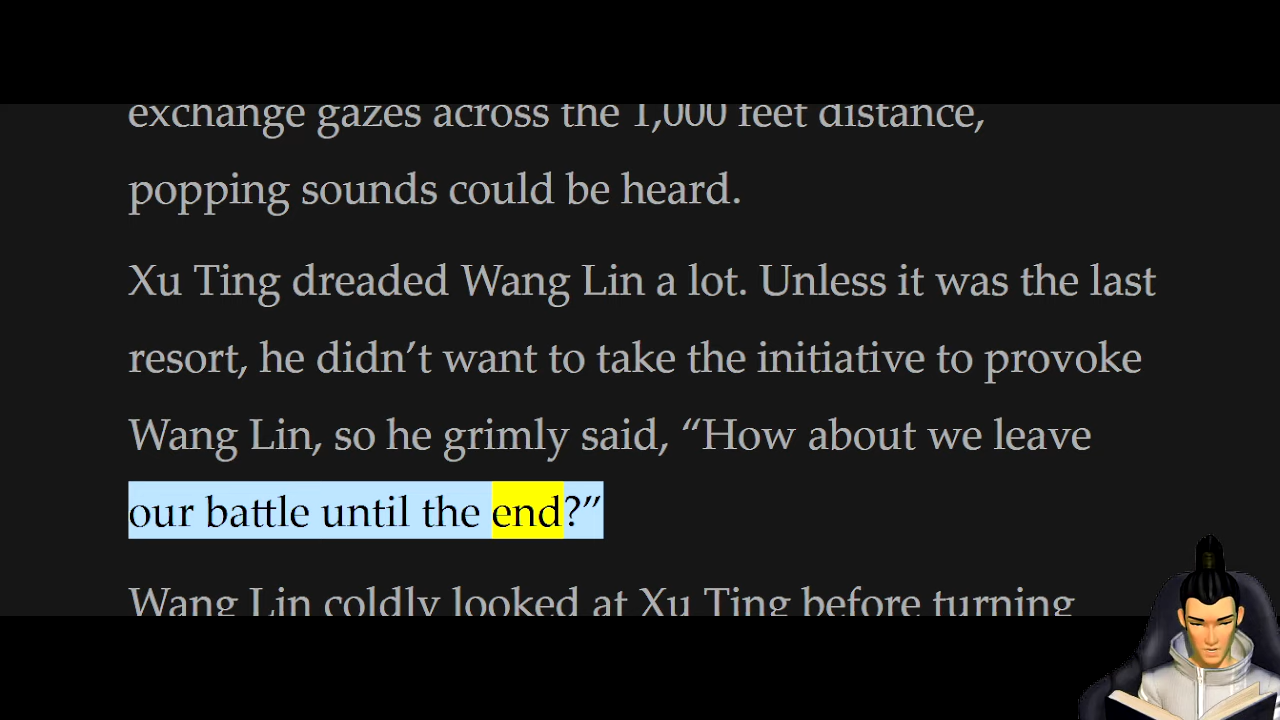 exchange gazes across the 1,000 feet distance,
popping sounds could be heard.
Xu Ting dreaded Wang Lin a lot. Unless it was the last
resort, he didn’t want to take the initiative to provoke
Wang Lin, so he grimly said, “How about we leave
our battle until the end?”
Wang Lin coldly looked at Xu Ting before turning